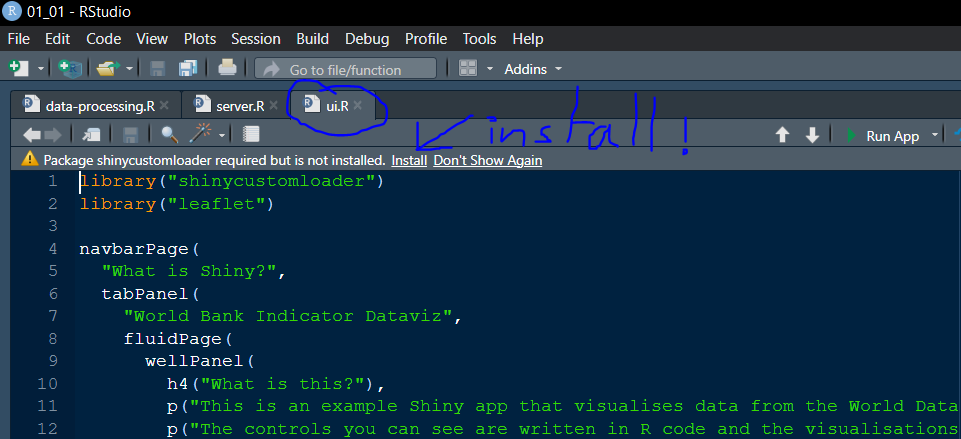 R 01_01 - RStudio
File Edit Code View Plots Session Build Debug Profile Tools Help
Go to file/function Addins
data-processing.R server.R ui.R
install!
Run App
Package shinycustomloader required but is not installed. Install Don't Show Again
1 library("shinycustomloader")
2 library("leaflet")
3
4 navbarPage(
5 "What is Shiny?",
6 tabPanel(
7 "World Bank Indicator Dataviz",
8 fluidPage(
9 wellPanel(
10 h4("What is this?"),
11 p("This is an example Shiny app that visualises data from the World Data
12 p("The controls you can see are written in R code and the visualisations